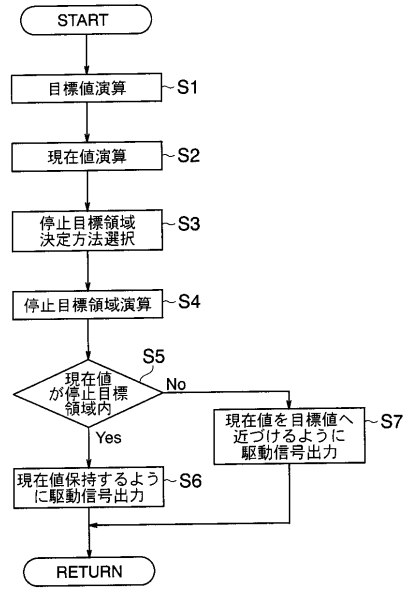 START
目標値演算
S1
現在値演算
S2
停止目標領域
決定方法選択
S3
停止目標領域演算
S4
現在値
が停止目標
領域内
S5
No
Yes
現在値を目標値へ
近づけるように
駆動信号出力
S7
現在値保持するよう
に駆動信号出力
S6
RETURN